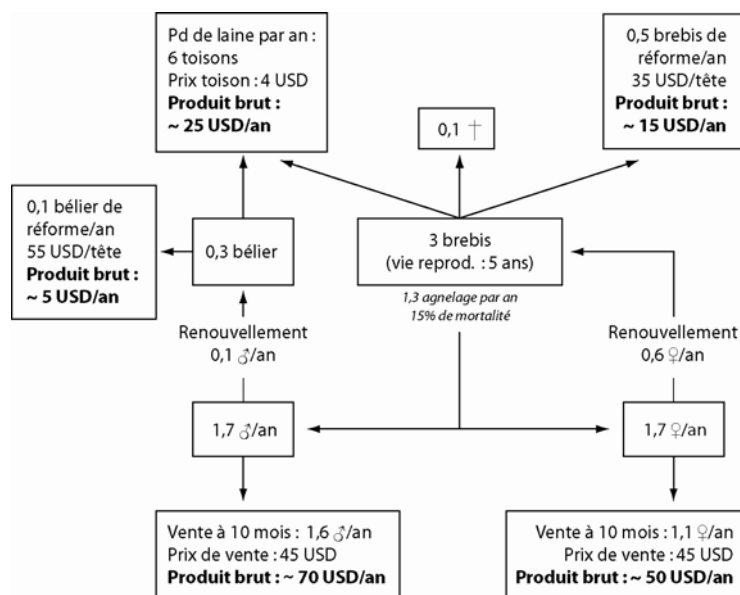 Pd de laine par an :
6 toisons
Prix toison : 4 USD
Produit brut :
~ 25 USD/an
0,1 †
0,5 brebis de
réforme/an
35 USD/tête
Produit brut :
~ 15 USD/an
0,1 bélier de
réforme/an
55 USD/tête
Produit brut :
~ 5 USD/an
0,3 bélier
3 brebis
(vie reprod. : 5 ans)
1,3 agnelage par an
15% de mortalité
Renouvellement
0,1 ♂/an
Renouvellement
0,6 ♀/an
1,7 ♂/an
1,7 ♀/an
Vente à 10 mois : 1,6 ♂/an
Prix de vente : 45 USD
Produit brut : ~ 70 USD/an
Vente à 10 mois : 1,1 ♀/an
Prix de vente : 45 USD
Produit brut : ~ 50 USD/an